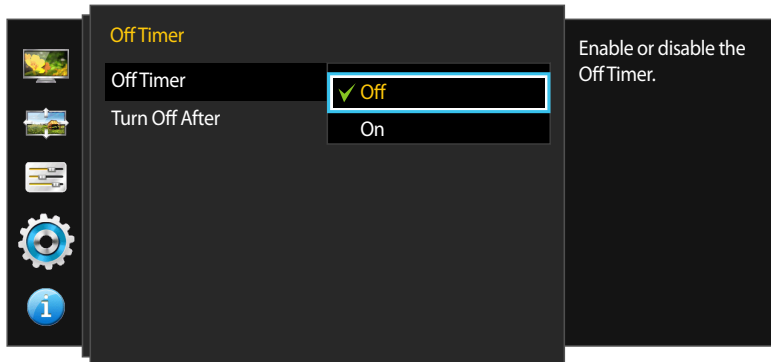 Off Timer
Off Timer
Off
Turn Off After
On
Enable or disable the
Off Timer.